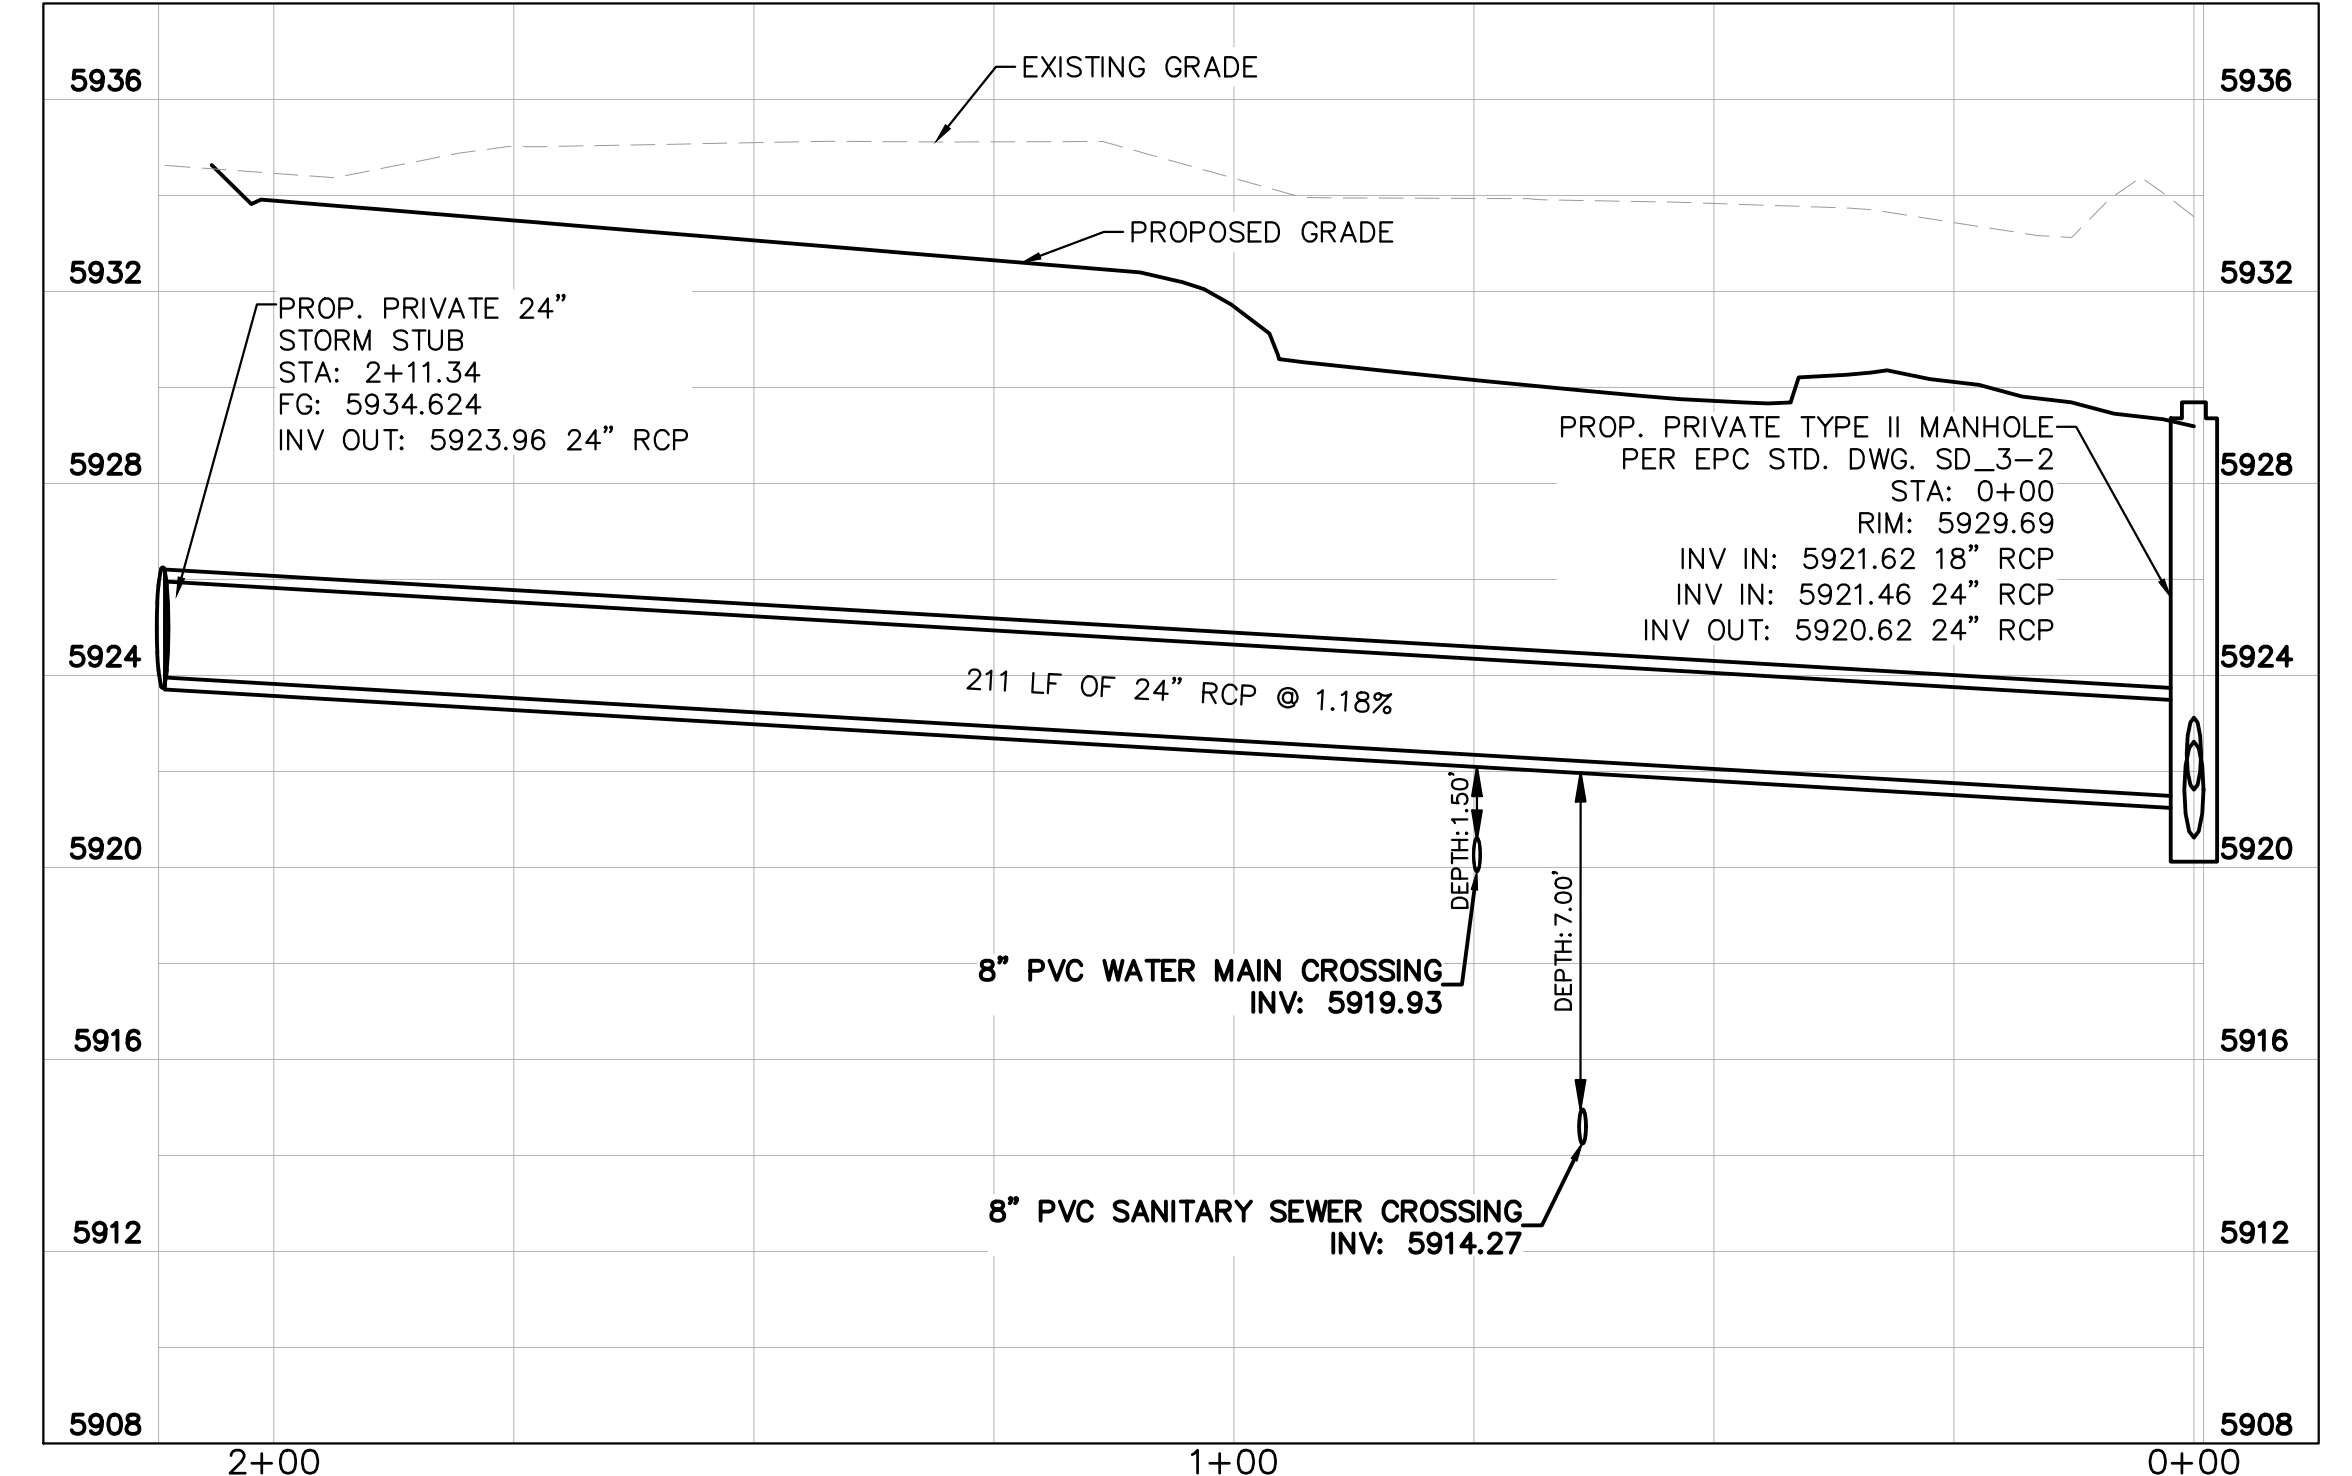 EXISTING GRADE
5936
5936
PROPOSED GRADE
5932
5932
PROP. PRIVATE 24"
STORM STUB
STA: 2+11.34
FG: 5934.624
INV OUT: 5923.96 24" RCP
PROP. PRIVATE TYPE II MANHOLE
PER EPC STD. DWG. SD_3-2
STA: 0+00
RIM: 5929.69
INV IN: 5921.62 18" RCP
INV IN: 5921.46 24" RCP
INV OUT: 5920.62 24" RCP
5928
5928
5924
5924
211 LF OF 24" RCP @ 1.18%
DEPTH: 1.50'
5920
5920
DEPTH: 7.00'
8" PVC WATER MAIN CROSSING
INV: 5919.93
5916
5916
8" PVC SANITARY SEWER CROSSING
INV: 5914.27
5912
5912
5908
5908
2+00
1+00
0+00